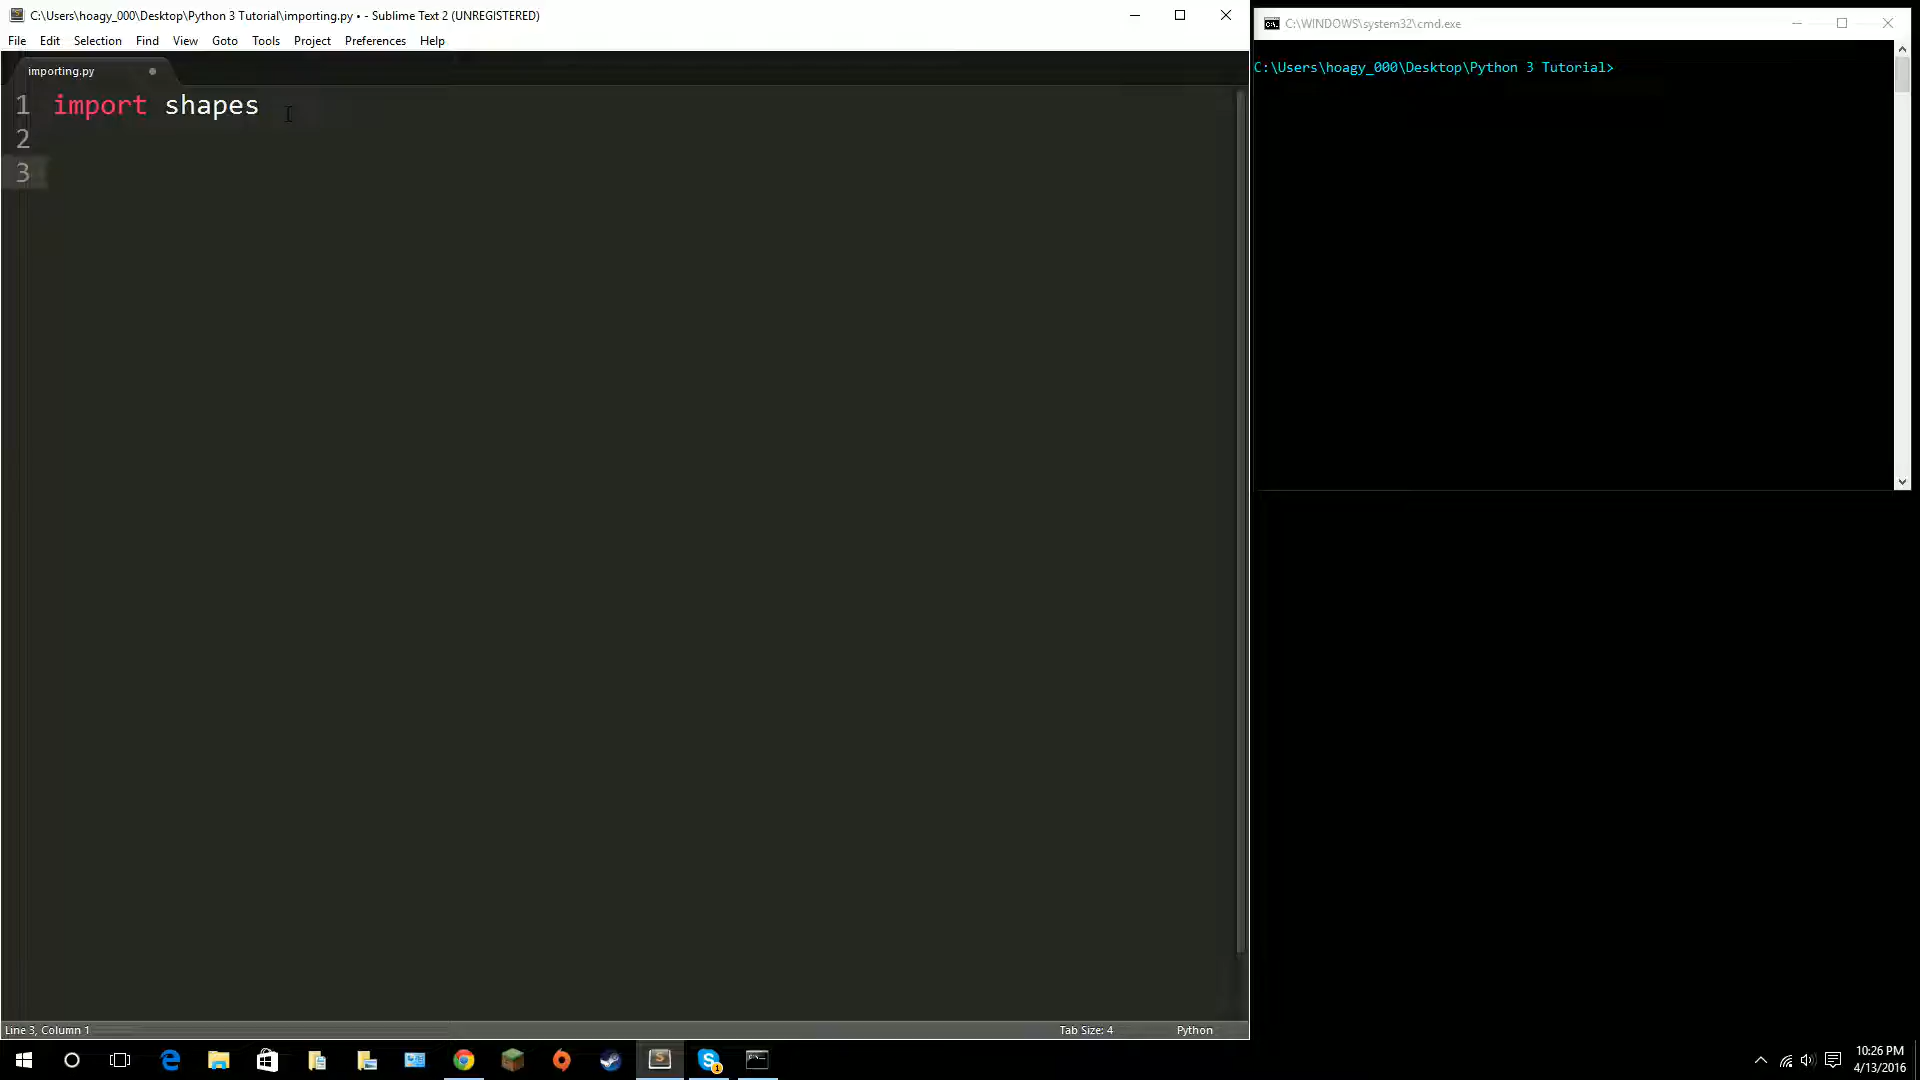 C:\Users\hoagy_000\Desktop\Python 3 Tutorial\importing.py • - Sublime Text 2 (UNREGISTERED)
File Edit Selection Find View Goto Tools Project Preferences Help
importing.py
1 import shapes
2
3
Line 3, Column 1
Tab Size: 4
Python
C:\WINDOWS\system32\cmd.exe
C:\Users\hoagy_000\Desktop\Python 3 Tutorial>
10:26 PM
4/13/2016